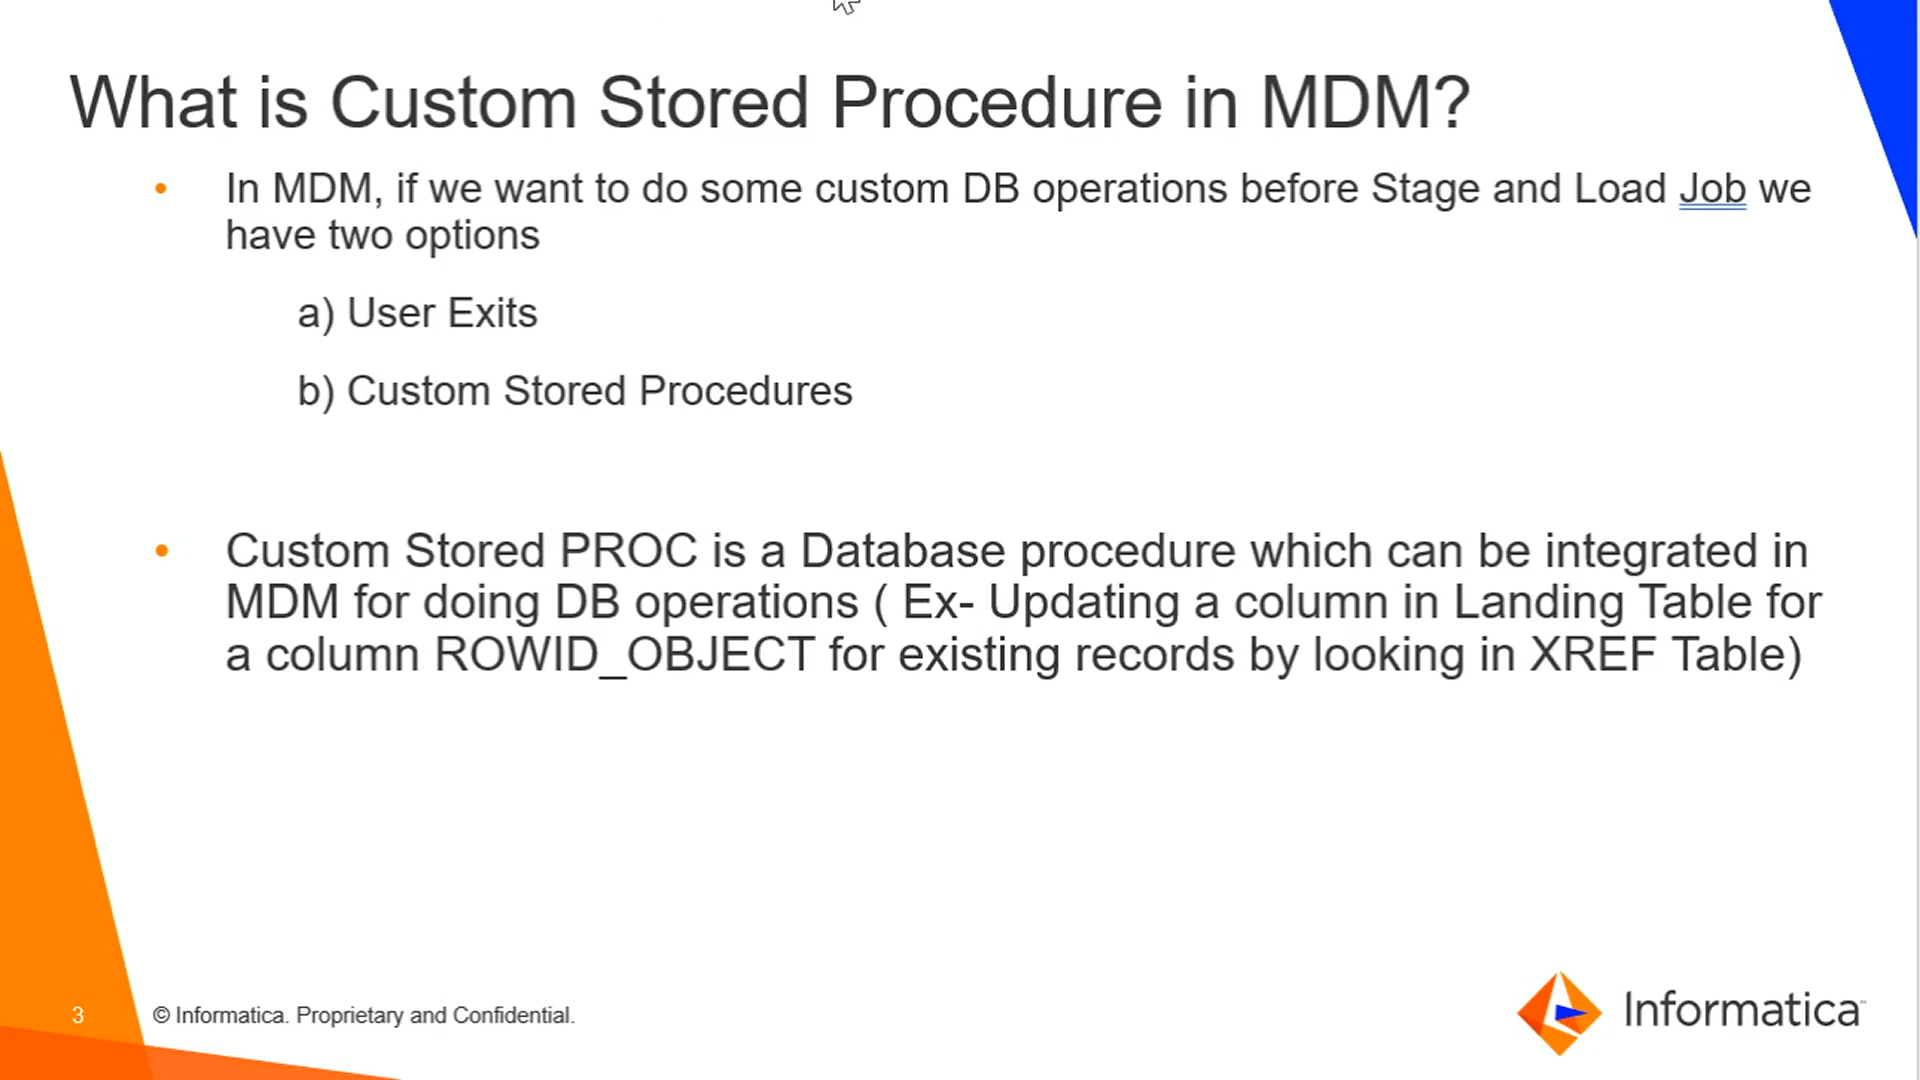 What is Custom Stored Procedure in MDM?
• In MDM, if we want to do some custom DB operations before Stage and Load Job we
have two options
a) User Exits
b) Custom Stored Procedures
• Custom Stored PROC is a Database procedure which can be integrated in
MDM for doing DB operations ( Ex- Updating a column in Landing Table for
a column ROWID_OBJECT for existing records by looking in XREF Table)
3 © Informatica. Proprietary and Confidential.
Informatica